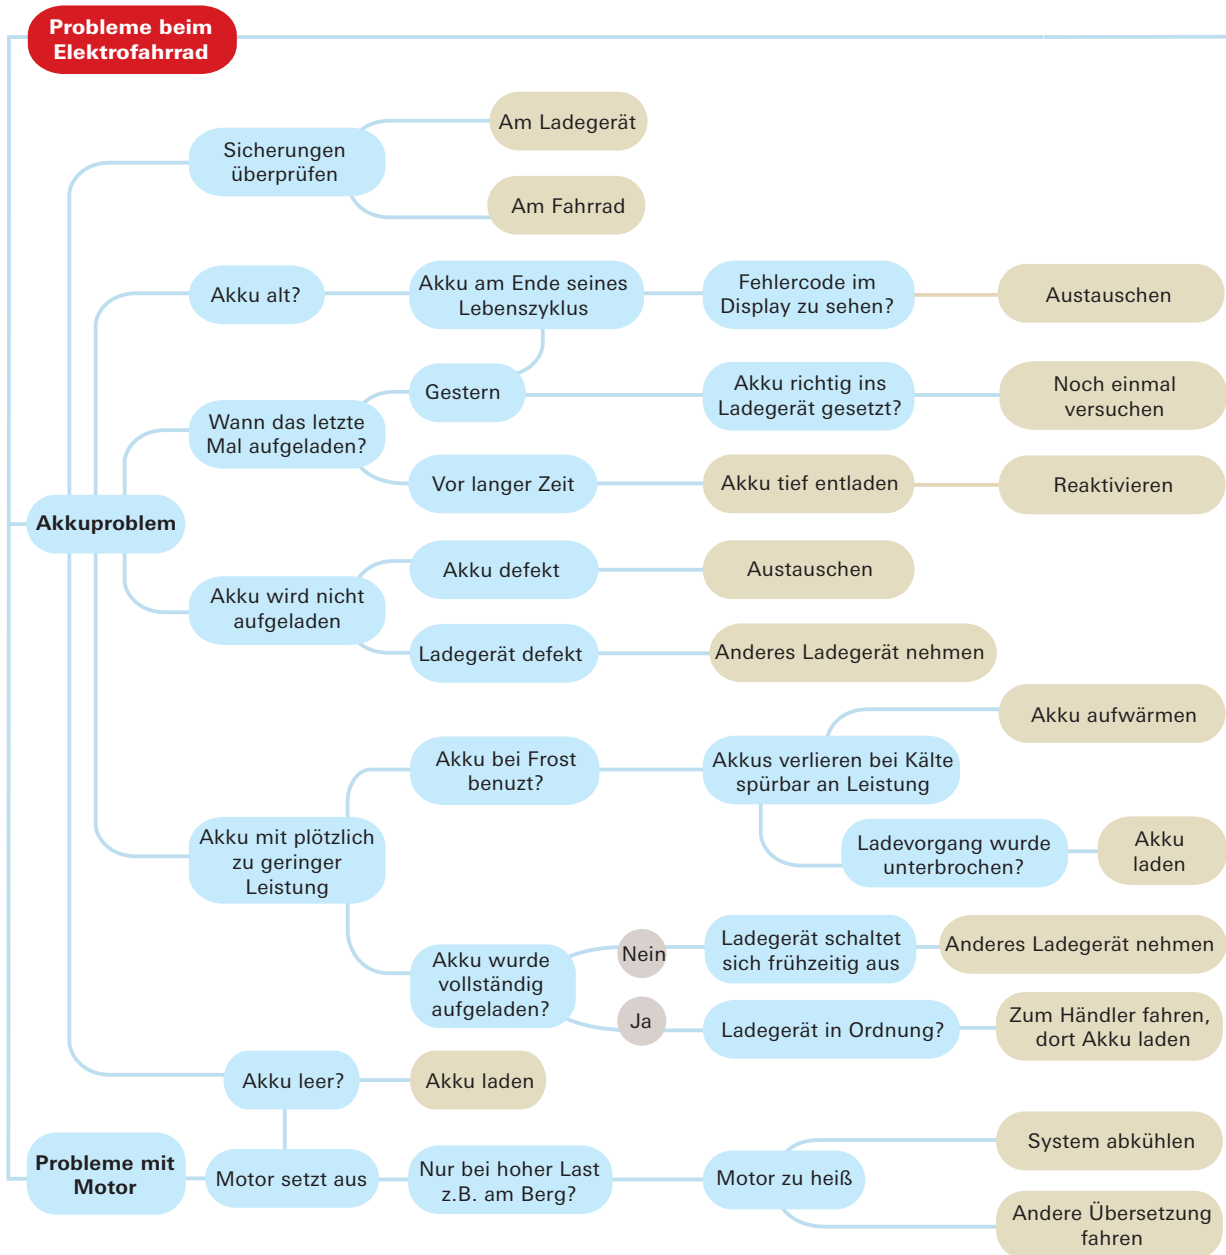 Probleme beim
Elektrofahrrad
Am Ladegerät
Sicherungen
überprüfen
Am Fahrrad
Akku alt?
Akku am Ende seines
Lebenszyklus
Fehlercode im
Display zu sehen?
Austauschen
Wann das letzte
Mal aufgeladen?
Gestern
Akku richtig ins
Ladegerät gesetzt?
Noch einmal
versuchen
Vor langer Zeit
Akku tief entladen
Reaktivieren
Akkuproblem
Akku wird nicht
aufgeladen
Akku defekt
Austauschen
Ladegerät defekt
Anderes Ladegerät nehmen
Akku mit plötzlich
zu geringer
Leistung
Akku bei Frost
benuzt?
Akkus verlieren bei Kälte
spürbar an Leistung
Akku aufwärmen
Ladevorgang wurde
unterbrochen?
Akku
laden
Akku wurde
vollständig
aufgeladen?
Nein
Ladegerät schaltet
sich frühzeitig aus
Anderes Ladegerät nehmen
Ja
Ladegerät in Ordnung?
Zum Händler fahren,
dort Akku laden
Akku leer?
Akku laden
Probleme mit
Motor
Motor setzt aus
Nur bei hoher Last
z.B. am Berg?
Motor zu heiß
System abkühlen
Andere Übersetzung
fahren